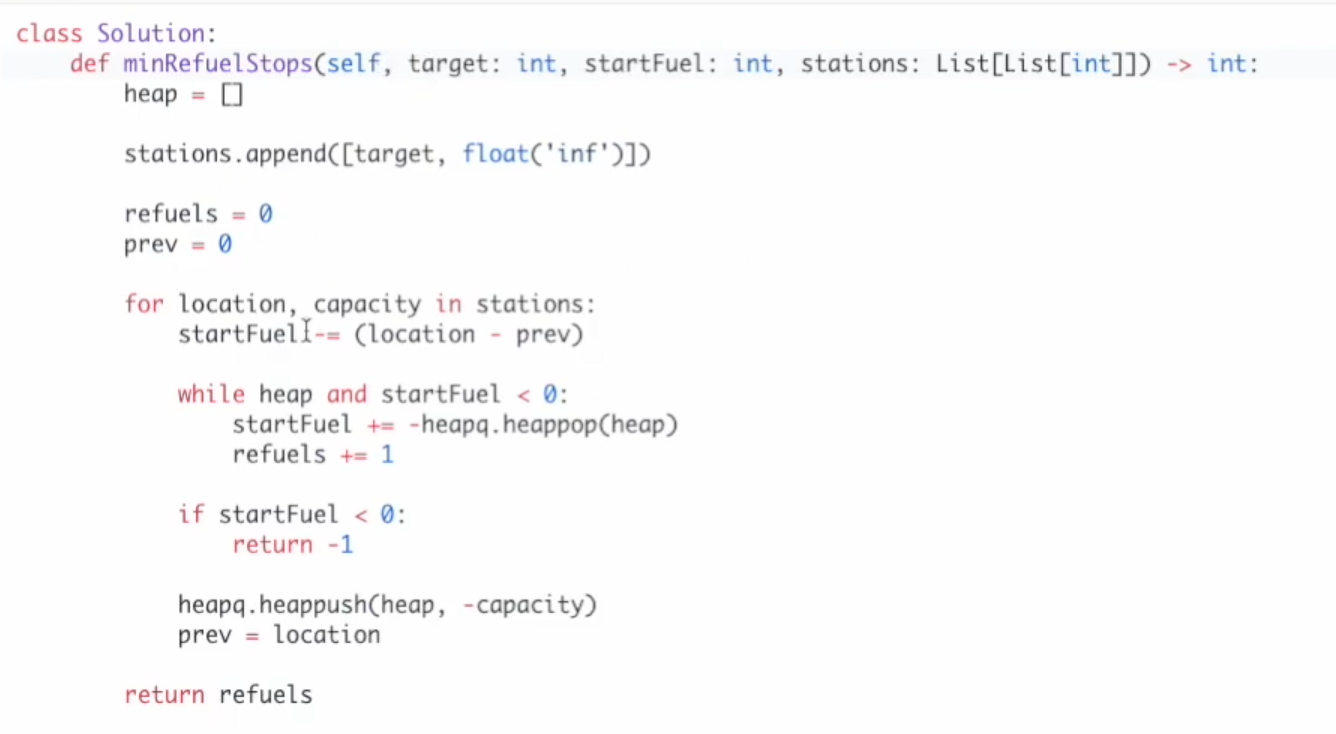 class Solution:
    def minRefuelStops(self, target: int, startFuel: int, stations: List[List[int]]) -> int:
        heap = []
        stations.append([target, float('inf')])
        refuels = 0
        prev = 0
        for location, capacity in stations:
            startFuel -= (location - prev)
            while heap and startFuel < 0:
                startFuel += -heapq.heappop(heap)
                refuels += 1
            if startFuel < 0:
                return -1
            heapq.heappush(heap, -capacity)
            prev = location
        return refuels